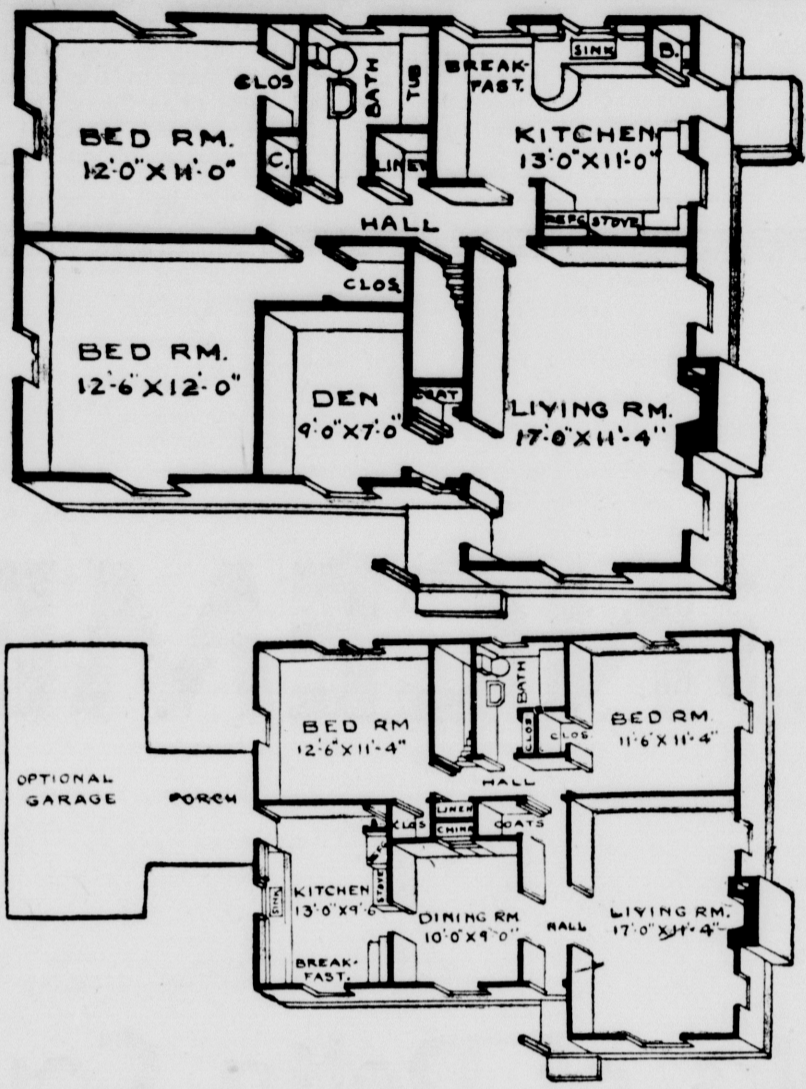 CLOS
BATH
TUB
BREAK-
FAST.
SINK
B.
BED RM.
12'-0" X 11'-0"
C.
LINEN
KITCHEN
13'-0" X 11'-0"
REFG
STOVE
HALL
CLOS
BED RM.
12'-6" X 12'-0"
DEN
9'-0" X 7'-0"
COAT
LIVING RM.
17'-0" X 11'-4"
BED RM
12'-6" X 11'-4"
BATH
CLOS
CLOS.
BED RM.
11'-6" X 11'-4"
HALL
OPTIONAL
GARAGE
PORCH
CLOS
LINEN
CHINA
COATS
REFG
STOVE
SINK
KITCHEN
13'-0" X 9'-6
BREAK-
FAST.
DINING RM
10'-0" X 9'-0"
HALL
LIVING RM.
17'-0" X 11'-4"